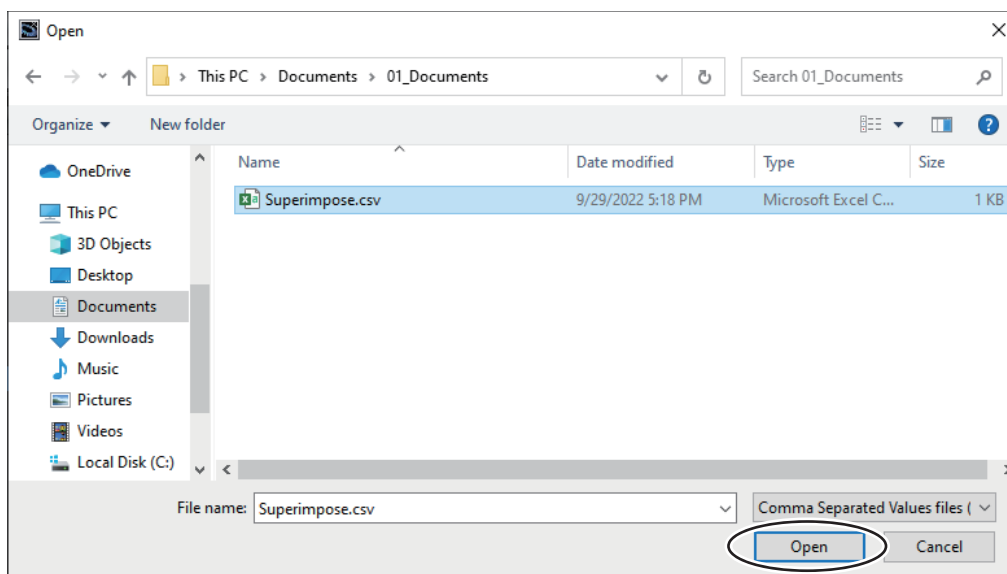 Open
This PC > Documents > 01_Documents
Search 01_Documents
Organize
New folder
Name
Date modified
Type
Size
Superimpose.csv
9/29/2022 5:18 PM
Microsoft Excel C...
1 KB
OneDrive
This PC
3D Objects
Desktop
Documents
Downloads
Music
Pictures
Videos
Local Disk (C:)
File name:
Superimpose.csv
Comma Separated Values files (
Open
Cancel